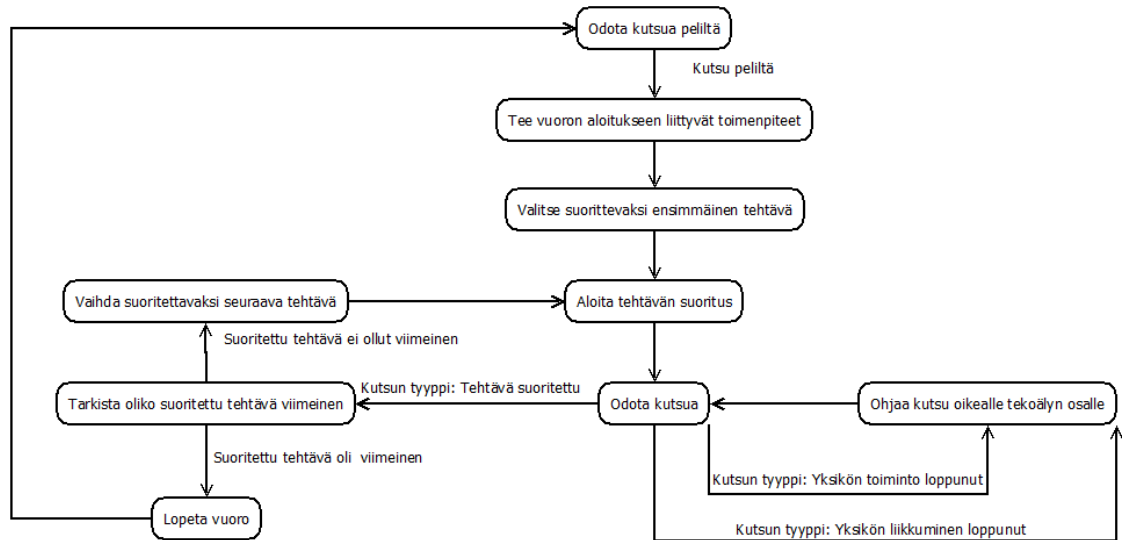 Odota kutsua peliltä
Kutsu peliltä
Tee vuoron aloitukseen liittyvät toimenpiteet
Valitse suorittevaksi ensimmäinen tehtävä
Vaihda suoritettavaksi seuraava tehtävä
Aloita tehtävän suoritus
Suoritettu tehtävä ei ollut viimeinen
Kutsun tyyppi: Tehtävä suoritettu
Tarkista oliko suoritettu tehtävä viimeinen
Odota kutsua
Ohjaa kutsu oikealle tekoälyn osalle
Suoritettu tehtävä oli viimeinen
Kutsun tyyppi: Yksikön toiminto loppunut
Lopeta vuoro
Kutsun tyyppi: Yksikön liikkuminen loppunut